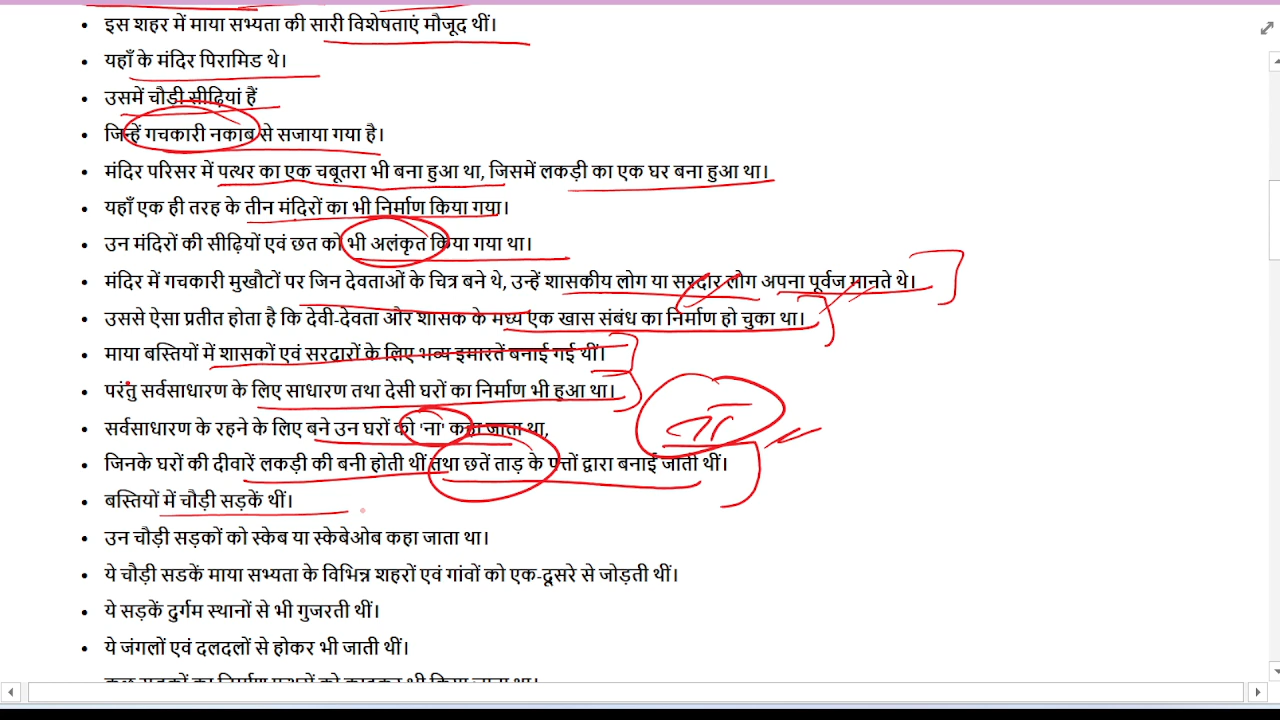 इस शहर में माया सभ्यता की सारी विशेषताएं मौजूद थीं।
यहाँ के मंदिर पिरामिड थे।
उसमें चौड़ी सीढ़ियां हैं
जिन्हें गचकारी नकाब से सजाया गया है।
मंदिर परिसर में पत्थर का एक चबूतरा भी बना हुआ था, जिसमें लकड़ी का एक घर बना हुआ था।
यहाँ एक ही तरह के तीन मंदिरों का भी निर्माण किया गया।
उन मंदिरों की सीढ़ियों एवं छत को भी अलंकृत किया गया था।
मंदिर में गचकारी मुखौटों पर जिन देवताओं के चित्र बने थे, उन्हें शासकीय लोग या सरदार लोग अपना पूर्वज मानते थे।
उससे ऐसा प्रतीत होता है कि देवी-देवता और शासक के मध्य एक खास संबंध का निर्माण हो चुका था।
माया बस्तियों में शासकों एवं सरदारों के लिए भव्य इमारतें बनाई गई थीं।
परंतु सर्वसाधारण के लिए साधारण तथा देसी घरों का निर्माण भी हुआ था।
सर्वसाधारण के रहने के लिए बने उन घरों को 'ना' कहा जाता था,
ना
जिनके घरों की दीवारें लकड़ी की बनी होती थीं तथा छतें ताड़ के पत्तों द्वारा बनाई जाती थीं।
बस्तियों में चौड़ी सड़कें थीं।
उन चौड़ी सड़कों को स्केब या स्केबेओब कहा जाता था।
ये चौड़ी सडकें माया सभ्यता के विभिन्न शहरों एवं गांवों को एक-दूसरे से जोड़ती थीं।
ये सड़कें दुर्गम स्थानों से भी गुजरती थीं।
ये जंगलों एवं दलदलों से होकर भी जाती थीं।